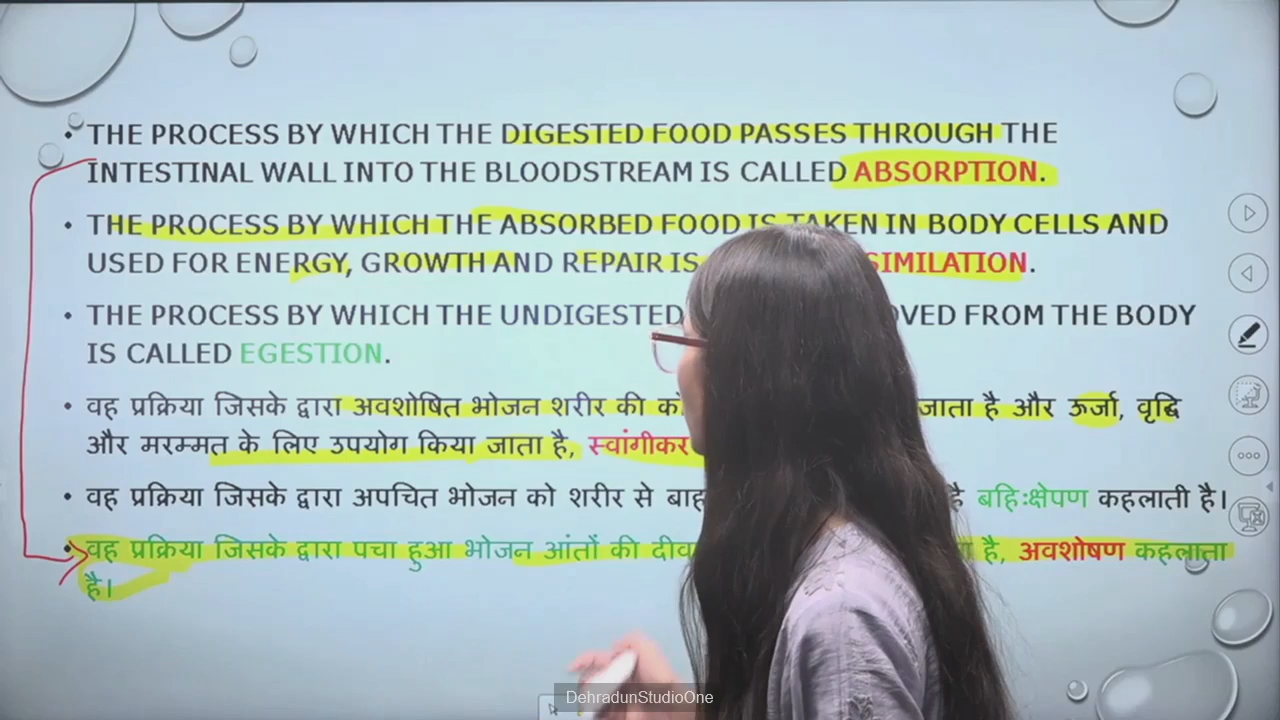 • THE PROCESS BY WHICH THE DIGESTED FOOD PASSES THROUGH THE
INTESTINAL WALL INTO THE BLOODSTREAM IS CALLED ABSORPTION.
• THE PROCESS BY WHICH THE ABSORBED FOOD IS TAKEN IN BODY CELLS AND
USED FOR ENERGY, GROWTH AND REPAIR IS SIMILATION.
• THE PROCESS BY WHICH THE UNDIGESTED OVED FROM THE BODY
IS CALLED EGESTION.
• वह प्रक्रिया जिसके द्वारा अवशोषित भोजन शरीर की जाता है और ऊर्जा, वृद्धि
और मरम्मत के लिए उपयोग किया जाता है, स्वांगीकर
• वह प्रक्रिया जिसके द्वारा अपचित भोजन को शरीर से है बहिःक्षेपण कहलाती है।
• वह प्रक्रिया जिसके द्वारा पचा हुआ भोजन आंतों की है, अवशोषण कहलाता
है।
DehradunStudioOne